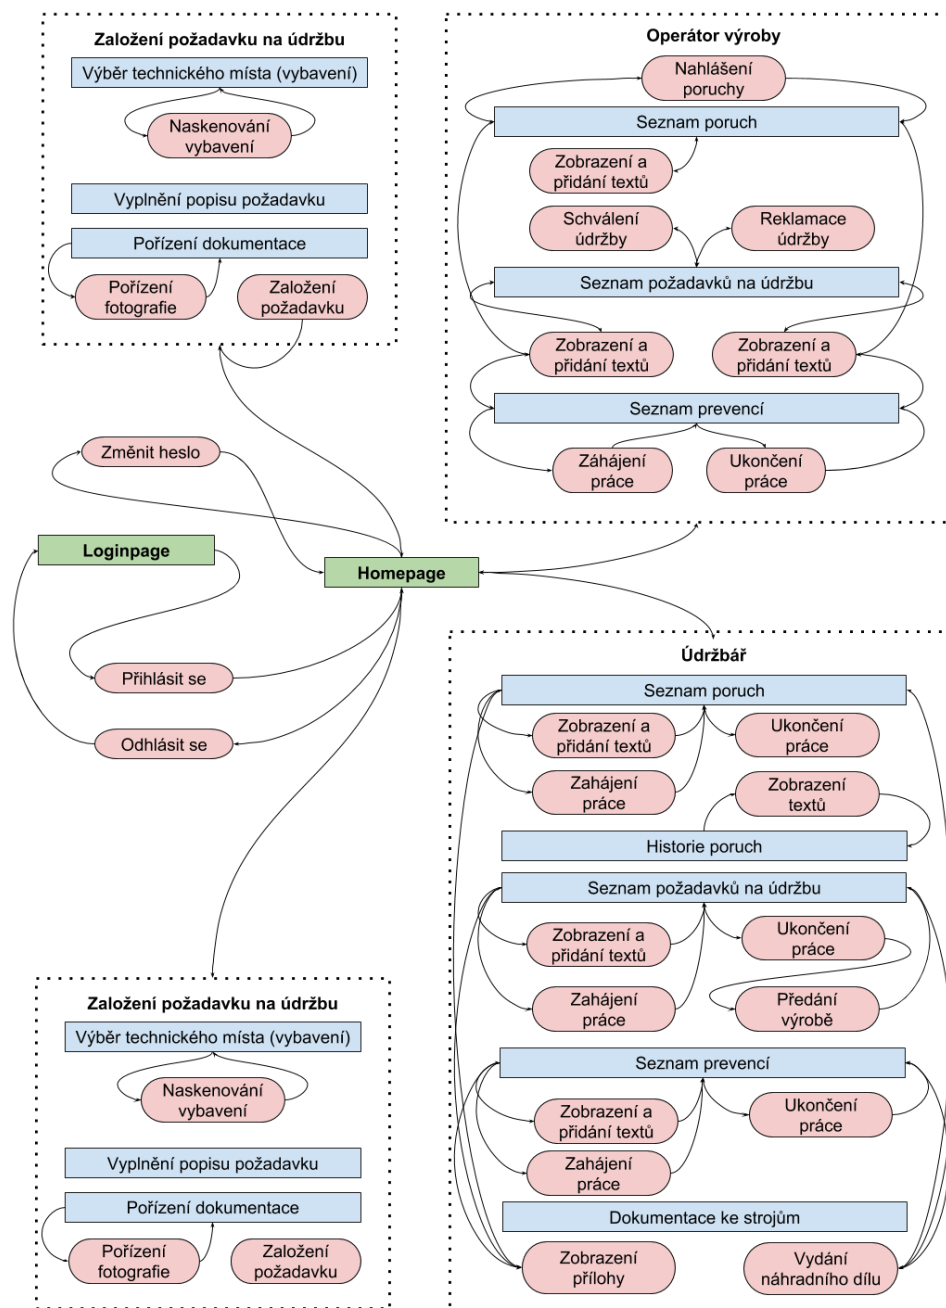 Založení požadavku na údržbu
Výběr technického místa (vybavení)
Naskenování
vybavení
Vyplnění popisu požadavku
Pořízení dokumentace
Pořízení
fotografie
Založení
požadavku
Operátor výroby
Nahlášení
poruchy
Seznam poruch
Zobrazení a
přidání textů
Schválení
údržby
Reklamace
údržby
Seznam požadavků na údržbu
Zobrazení a
přidání textů
Zobrazení a
přidání textů
Seznam prevencí
Záhájení
práce
Ukončení
práce
Změnit heslo
Loginpage
Homepage
Přihlásit se
Odhlásit se
Údržbář
Seznam poruch
Zobrazení a
přidání textů
Ukončení
práce
Zahájení
práce
Zobrazení
textů
Historie poruch
Seznam požadavků na údržbu
Zobrazení a
přidání textů
Ukončení
práce
Zahájení
práce
Předání
výrobě
Seznam prevencí
Zobrazení a
přidání textů
Ukončení
práce
Zahájení
práce
Dokumentace ke strojům
Zobrazení
přílohy
Vydání
náhradního dílu
Založení požadavku na údržbu
Výběr technického místa (vybavení)
Naskenování
vybavení
Vyplnění popisu požadavku
Pořízení dokumentace
Pořízení
fotografie
Založení
požadavku